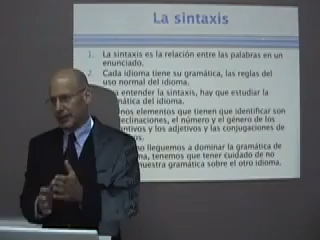 La sintaxis
1. La sintaxis es la relación entre las palabras en un
enunciado.
2. Cada idioma tiene su gramática, las reglas del
uso normal del idioma.
entender la sintaxis, hay que estudiar la
del idioma.
elementos que tienen que identificar son
el número y el género de los
y los adjetivos y las conjugaciones de
lleguemos a dominar la gramática de
tenemos que tener cuidado de no
nuestra gramática sobre el otro idioma.